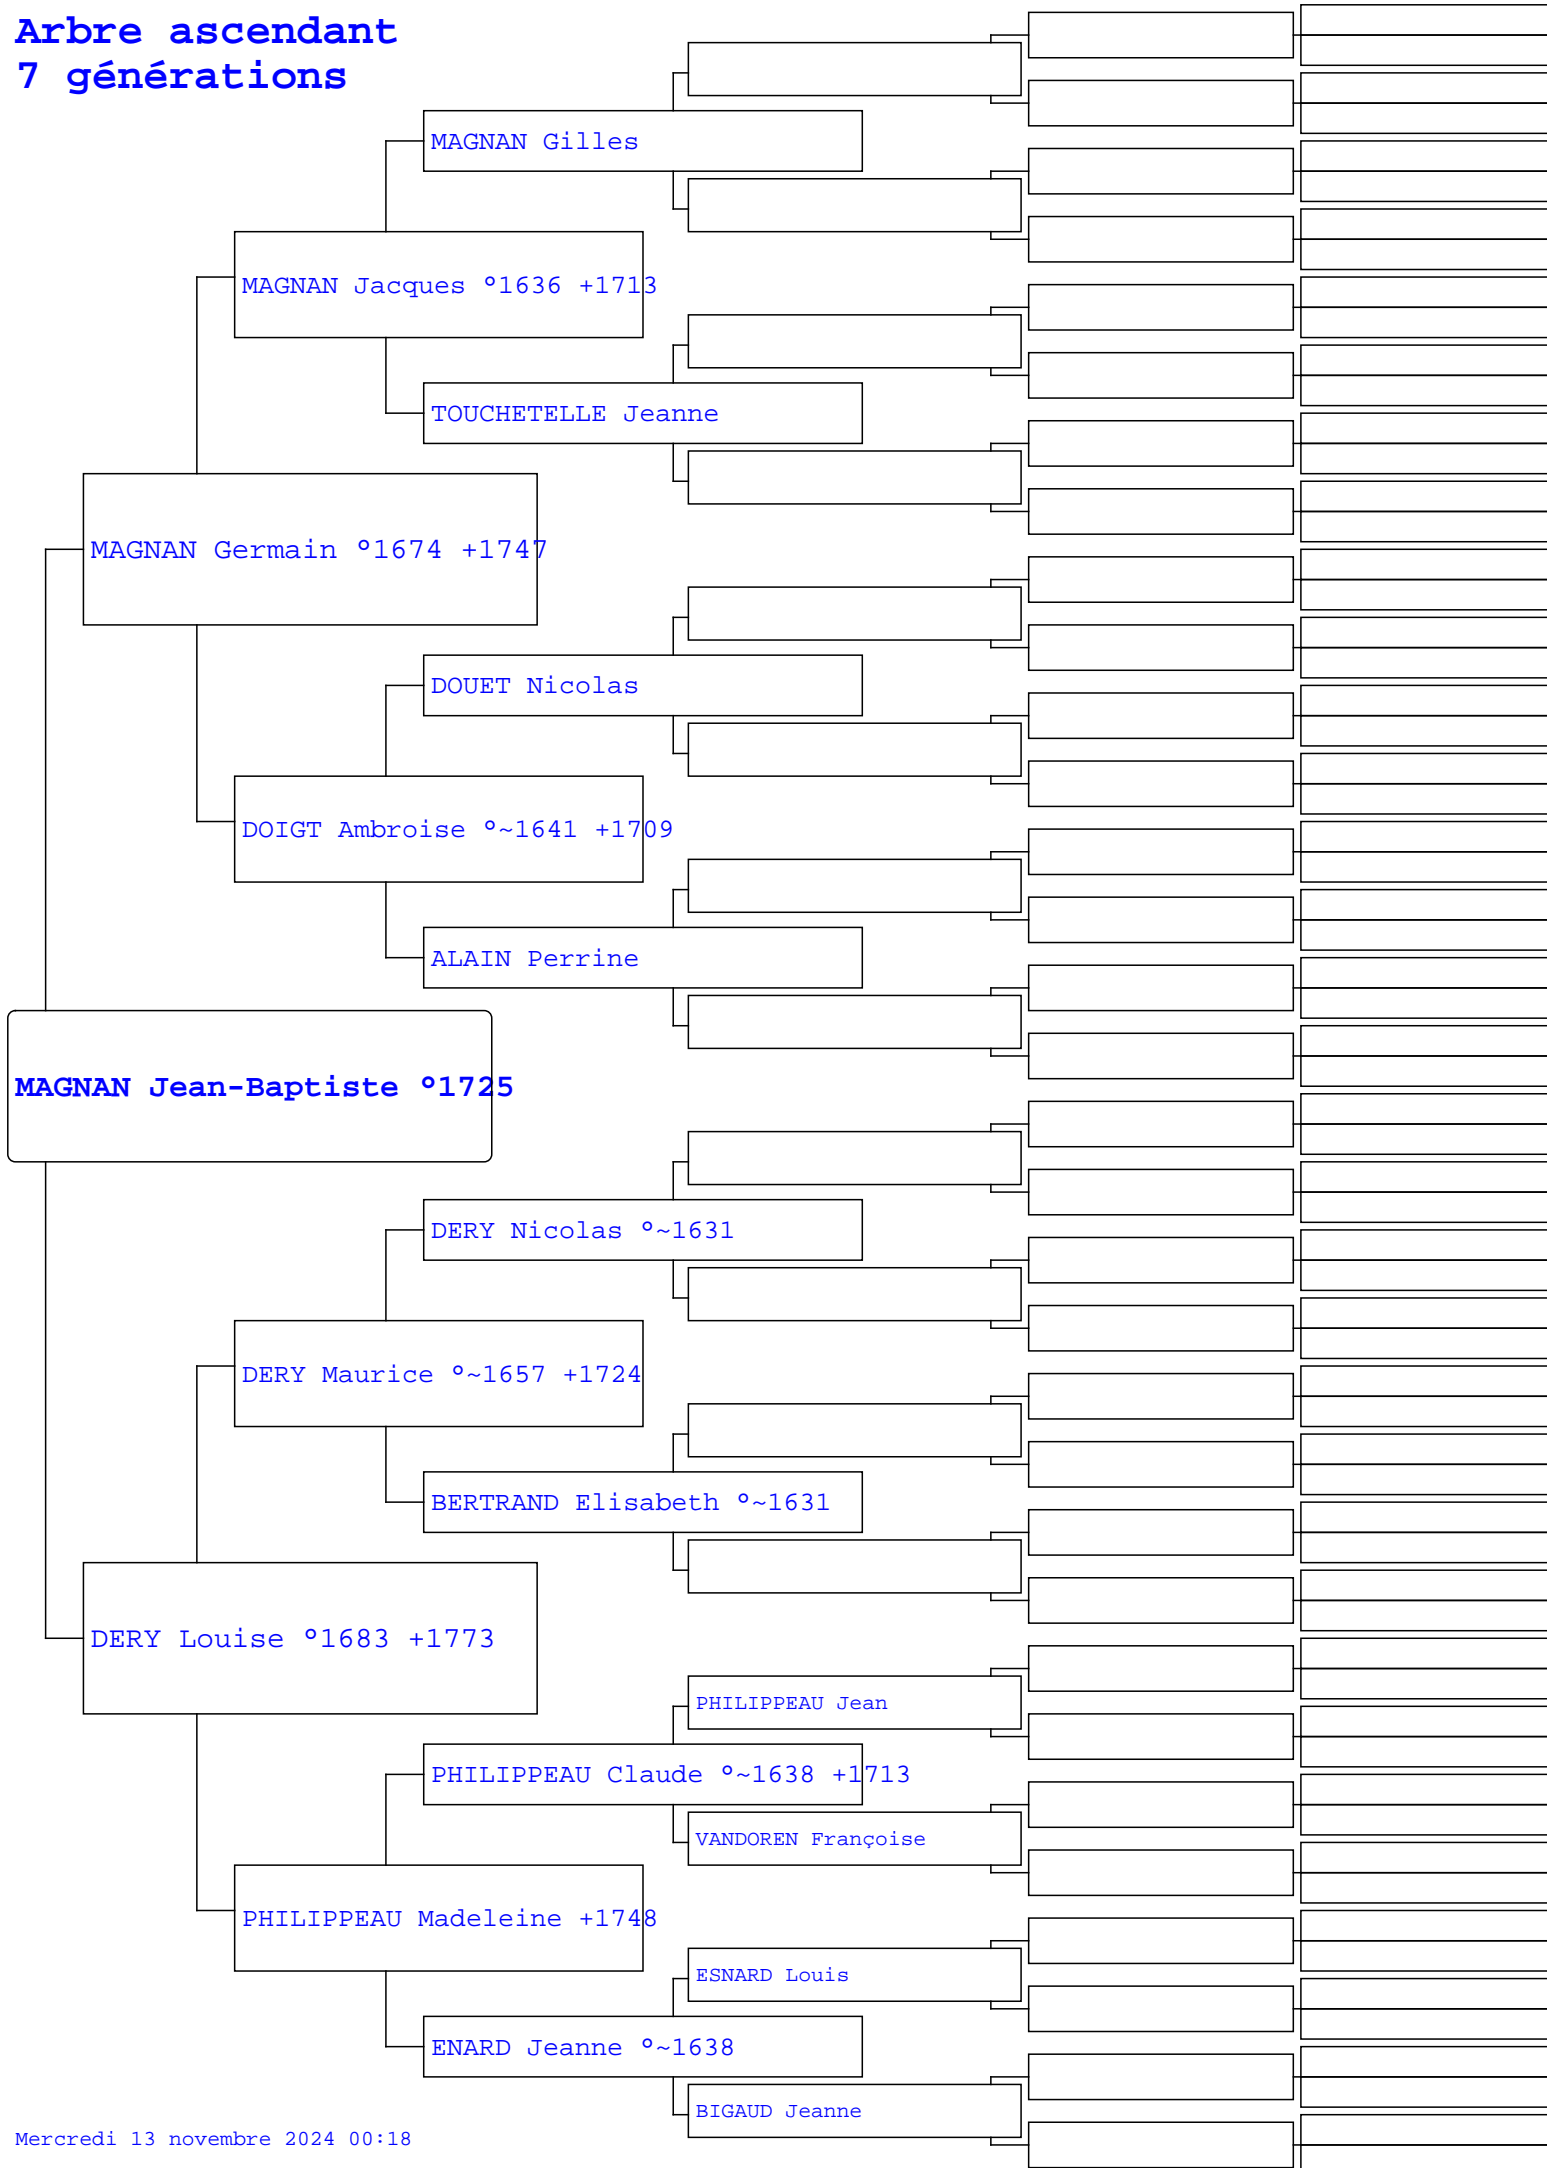 Arbre ascendant
7 générations
MAGNAN Gilles
MAGNAN Jacques °1636 +1713
TOUCHETELLE Jeanne
MAGNAN Germain °1674 +1747
DOUET Nicolas
DOIGT Ambroise °~1641 +1709
ALAIN Perrine
MAGNAN Jean-Baptiste °1725
DERY Nicolas °~1631
DERY Maurice °~1657 +1724
BERTRAND Elisabeth °~1631
DERY Louise °1683 +1773
PHILIPPEAU Jean
PHILIPPEAU Claude °~1638 +1713
VANDOREN Françoise
PHILIPPEAU Madeleine +1748
ESNARD Louis
ENARD Jeanne °~1638
BIGAUD Jeanne
Mercredi 13 novembre 2024 00:18